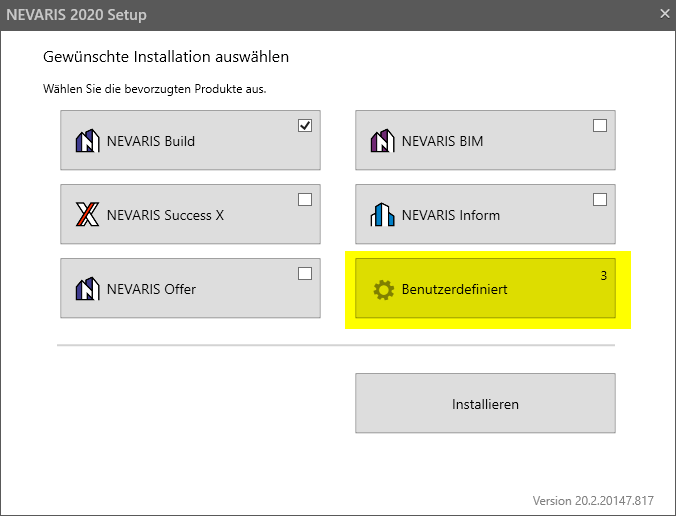 NEVARIS 2020 Setup
Gewünschte Installation auswählen
Wählen Sie die bevorzugten Produkte aus.
NEVARIS Build
NEVARIS BIM
NEVARIS Success X
NEVARIS Inform
NEVARIS Offer
Benutzerdefiniert
3
Installieren
Version 20.2.20147.817